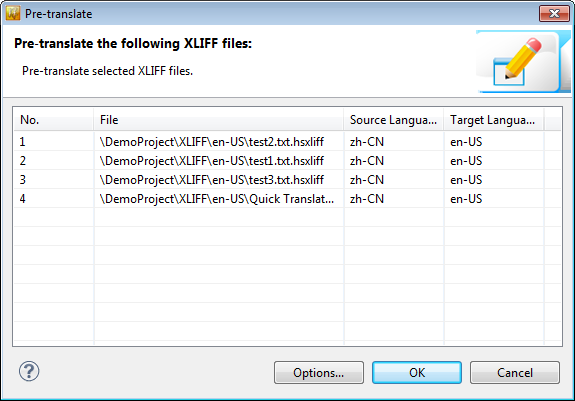 Pre-translate
Pre-translate the following XLIFF files:
Pre-translate selected XLIFF files.
No. File Source Langua... Target Langua...
1 \DemoProject\XLIFF\en-US\test2.txt.hsxliff zh-CN en-US
2 \DemoProject\XLIFF\en-US\test1.txt.hsxliff zh-CN en-US
3 \DemoProject\XLIFF\en-US\test3.txt.hsxliff zh-CN en-US
4 \DemoProject\XLIFF\en-US\Quick Translat... zh-CN en-US
? Options... OK Cancel